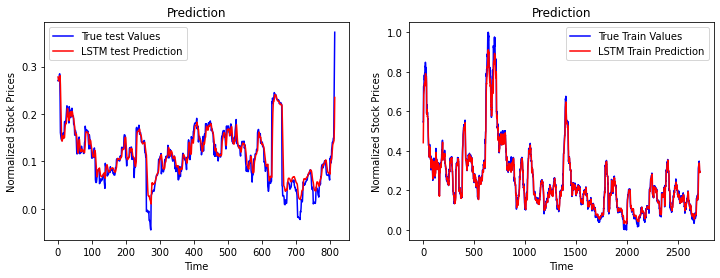 Prediction
True test Values
LSTM test Prediction
Normalized Stock Prices
0.3
0.2
0.1
0.0
0 100 200 300 400 500 600 700 800
Time
Prediction
True Train Values
LSTM Train Prediction
Normalized Stock Prices
1.0
0.8
0.6
0.4
0.2
0.0
0 500 1000 1500 2000 2500
Time